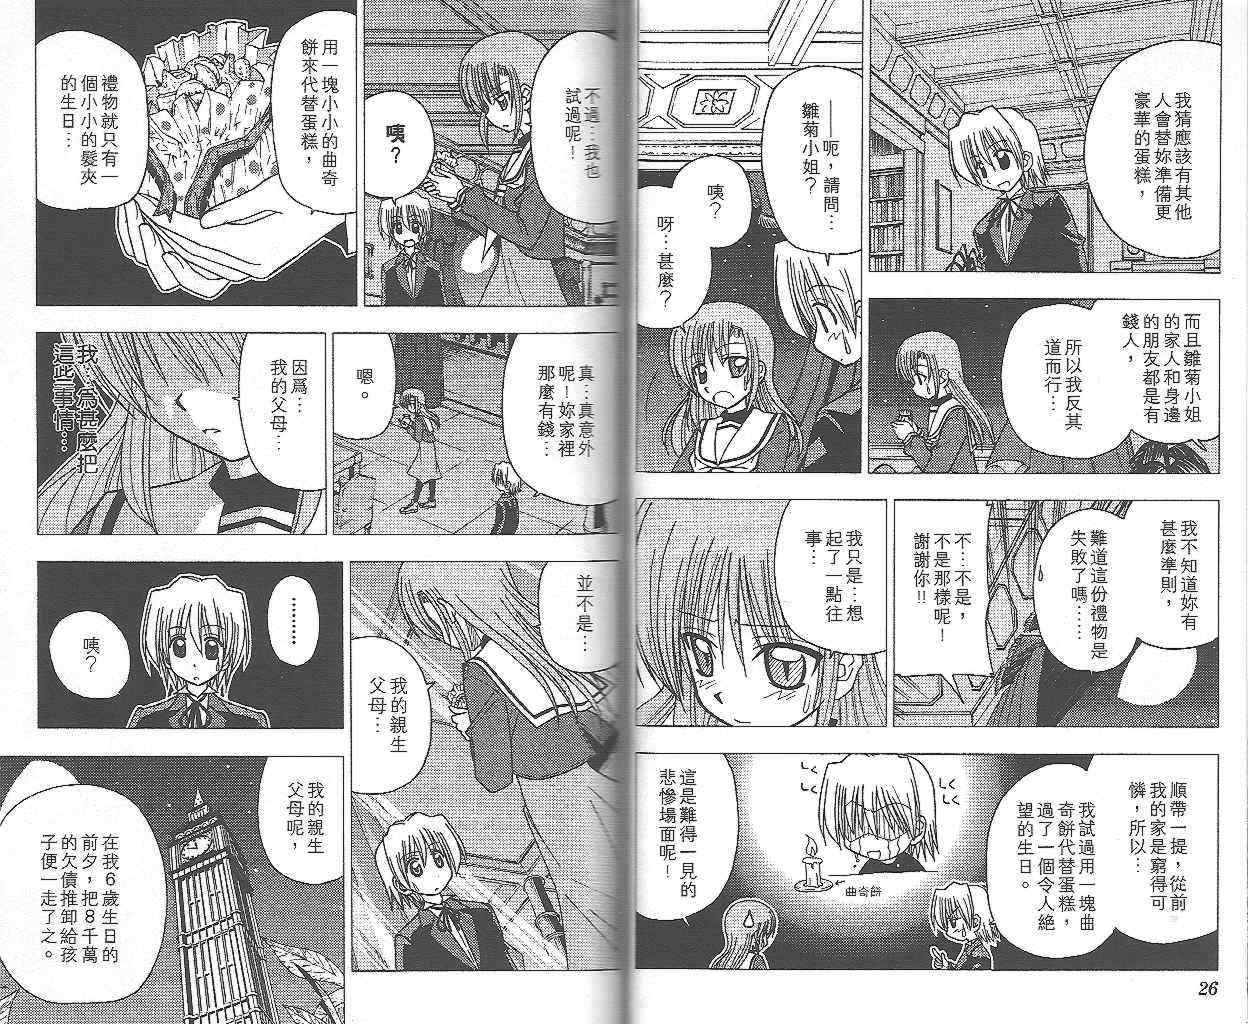 我猜應該有其他
人會替妳準備更
豪華的蛋糕，
——呃，請問…
雛菊小姐？
咦？
呀…甚麼？
而且雛菊小姐
的家人和身邊
的朋友都是有
錢人，
所以我反其
道而行…
我不知道妳有
甚麼準則，
難道這份禮物是
失敗了嗎……
不…不是，
不是那樣呢！
謝謝你!!
我只是…想
起了一點往
事…
順帶一提，從前
我的家是窮得可
憐，所以…
我試過用一塊曲
奇餅代替蛋糕，
過了一個令人絕
望的生日。
しくしく
しくしく
曲奇餅
這是難得一見的
悲慘場面呢！
26
不過…我也
試過呢！
咦？
用一塊小小的曲奇
餅來代替蛋糕，
禮物就只有一
個小小的髮夾
的生日…
真…真意外
呢！妳家裡
那麼有錢…
嗯。
因爲…
我的父母…
我…為甚麼把
這些事情…
並不是…
我的親生
父母…
………
咦？
我的親生
父母呢，
在我6歲生日的
前夕，把8千萬
的欠債推卸給孩
子便一走了之。